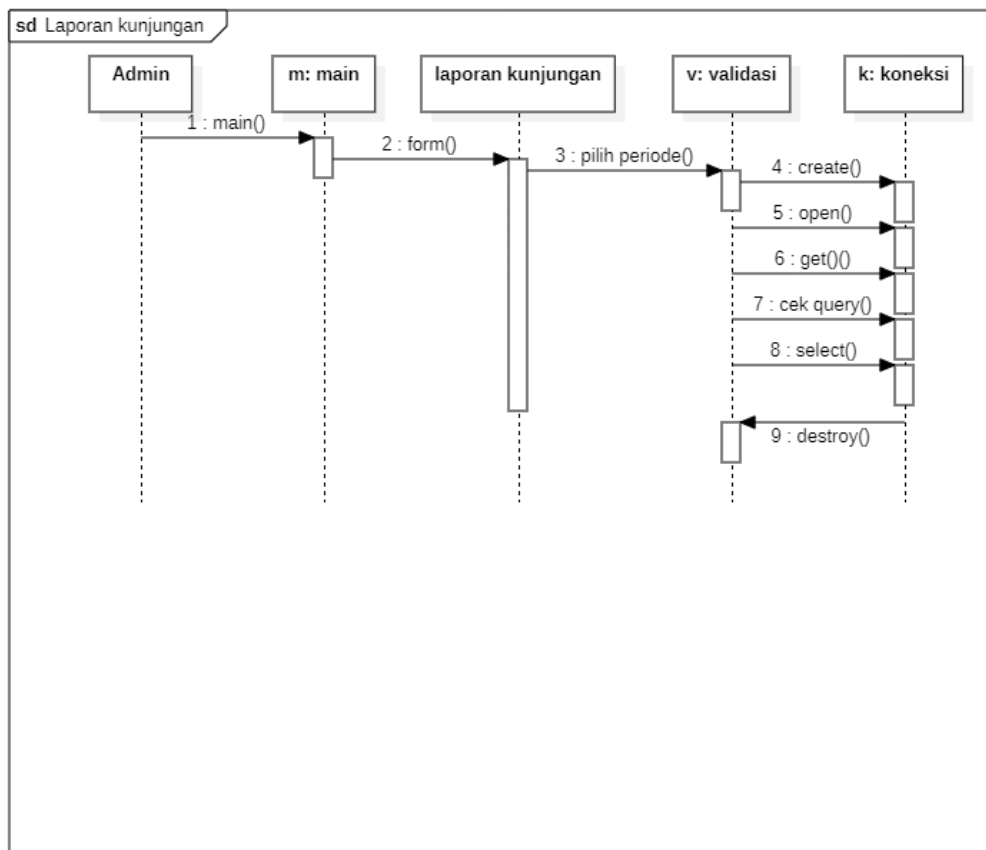 sd Laporan kunjungan
Admin
m: main
laporan kunjungan
v: validasi
k: koneksi
1 : main()
2 : form()
3 : pilih periode()
4 : create()
5 : open()
6 : get()()
7 : cek query()
8 : select()
9 : destroy()